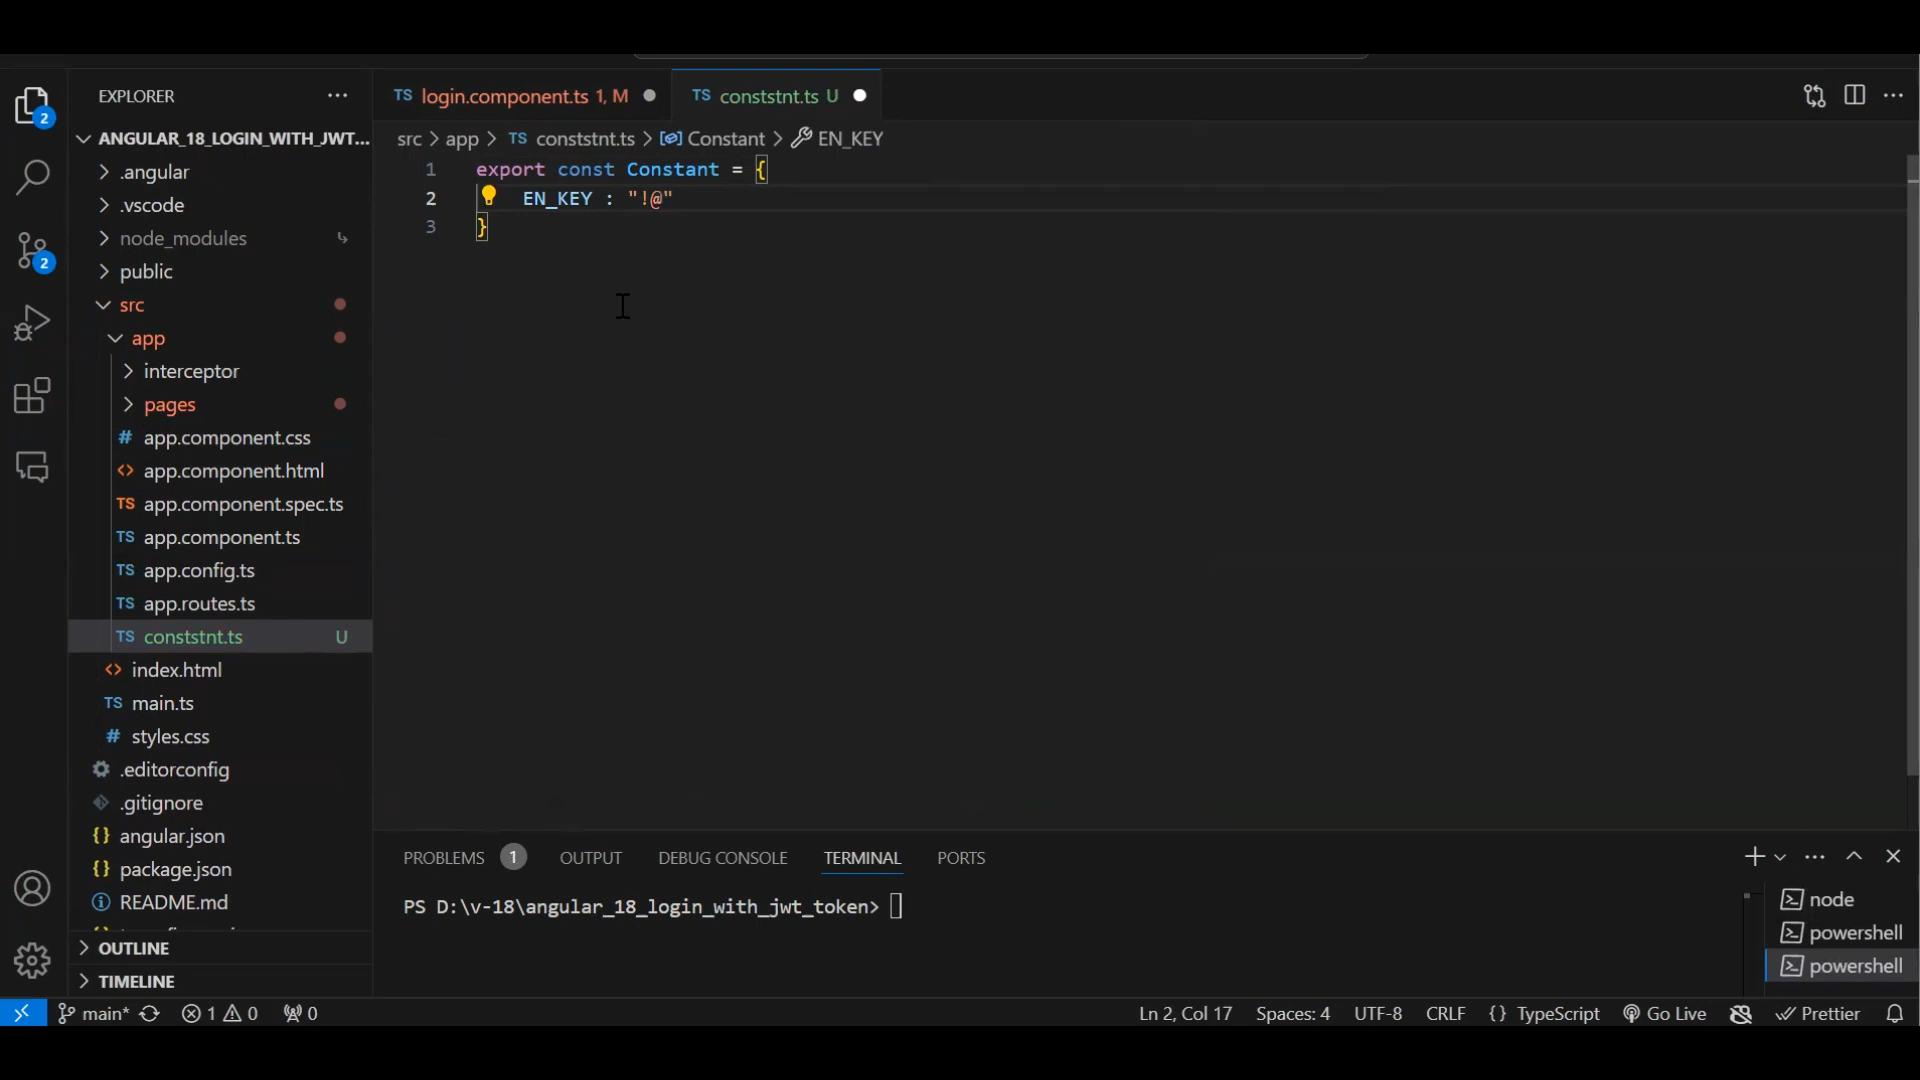 EXPLORER
ANGULAR_18_LOGIN_WITH_JWT...
.angular
.vscode
node_modules
public
src
app
interceptor
pages
app.component.css
app.component.html
app.component.spec.ts
app.component.ts
app.config.ts
app.routes.ts
conststnt.ts U
index.html
main.ts
styles.css
.editorconfig
.gitignore
angular.json
package.json
README.md
OUTLINE
TIMELINE
2
2
TS login.component.ts 1, M
TS conststnt.ts U
src > app > TS conststnt.ts > Constant > EN_KEY
1 export const Constant = {
2 EN_KEY : "!@"
3 }
PROBLEMS 1 OUTPUT DEBUG CONSOLE TERMINAL PORTS
PS D:\v-18\angular_18_login_with_jwt_token>
node
powershell
powershell
main* 1 0 0 Ln 2, Col 17 Spaces: 4 UTF-8 CRLF {} TypeScript Go Live Prettier